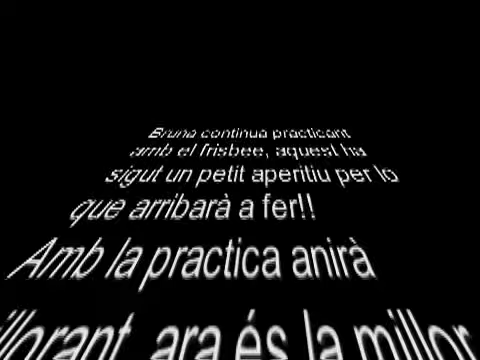 Bruna continua practicant
amb el frisbee, aquest ha
sigut un petit aperitiu per lo
que arribarà a fer!!
Amb la practica anirà
illorant, ara és la millor